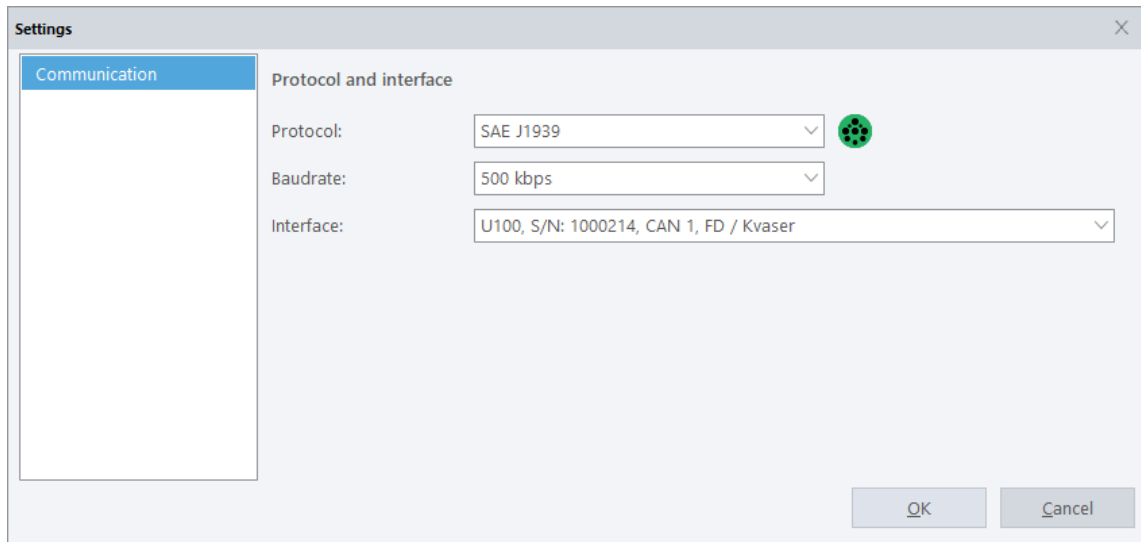 Settings
Communication
Protocol and interface
Protocol: SAE J1939
Baudrate: 500 kbps
Interface: U100, S/N: 1000214, CAN 1, FD / Kvaser
OK Cancel